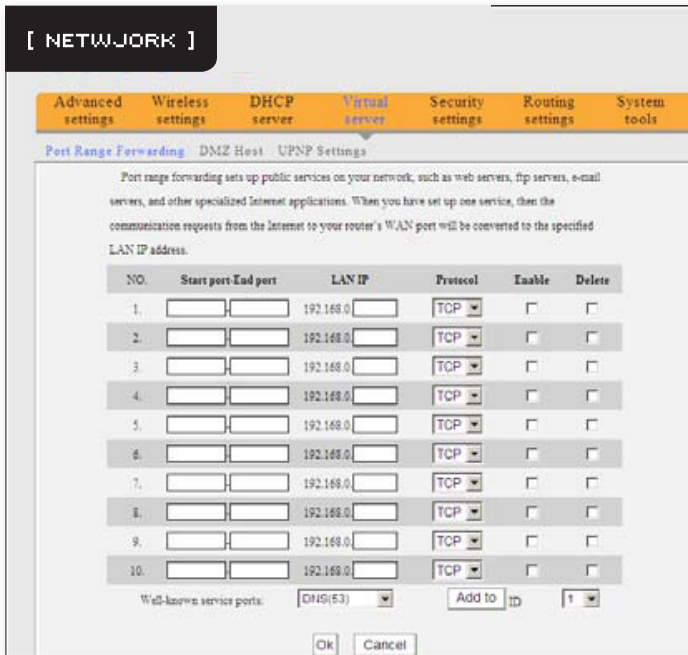 [ NETWJORK ]
Advanced settings Wireless settings DHCP server Virtual server Security settings Routing settings System tools
Port Range Forwarding DMZ Host UPNP Settings
Port range forwarding sets up public services on your network, such as web servers, ftp servers, e-mail
servers, and other specialized Internet applications. When you have set up one service, then the
communication requests from the Internet to your router's WAN port will be converted to the specified
LAN IP address.
NO. Start port-End port LAN IP Protocol Enable Delete
1. - 192.168.0. TCP
2. - 192.168.0. TCP
3. - 192.168.0. TCP
4. - 192.168.0. TCP
5. - 192.168.0. TCP
6. - 192.168.0. TCP
7. - 192.168.0. TCP
8. - 192.168.0. TCP
9. - 192.168.0. TCP
10. - 192.168.0. TCP
Well-known service ports: DNS(53) Add to ID 1
Ok Cancel